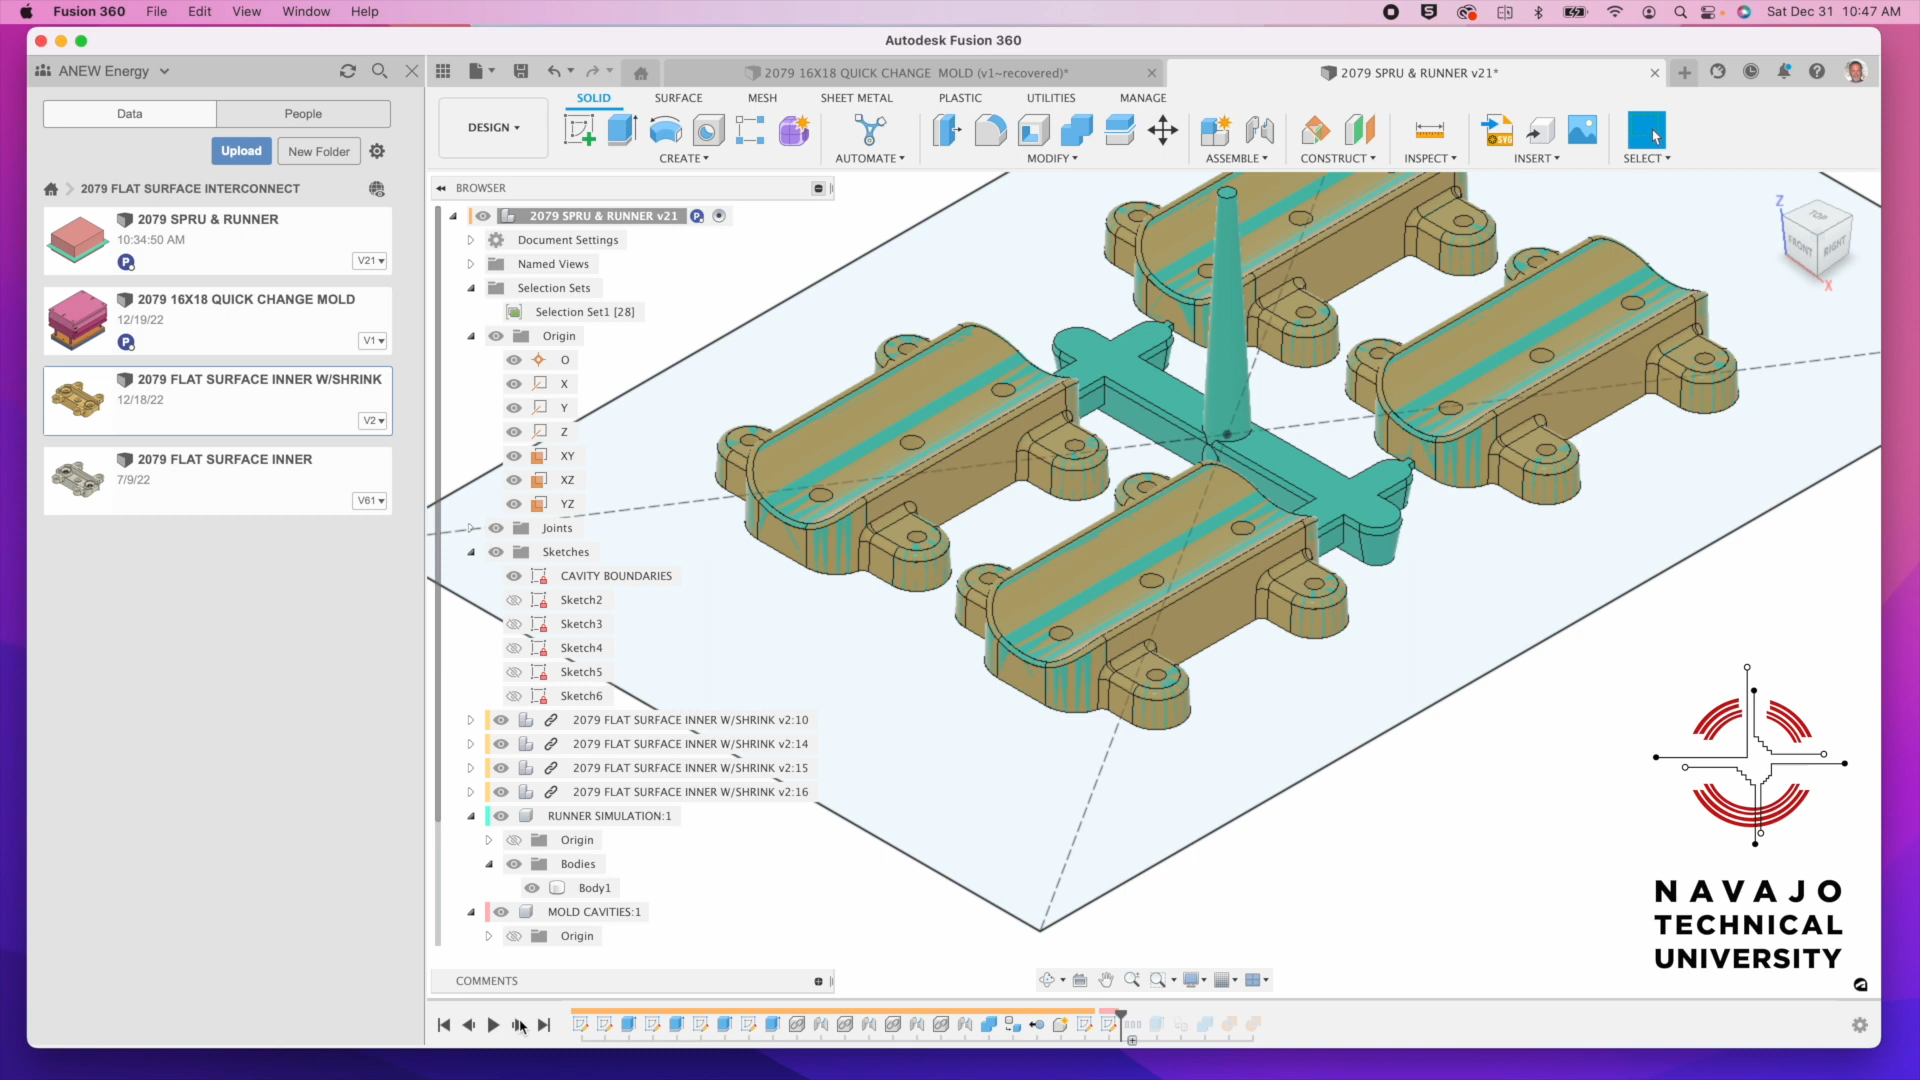 Fusion 360 File Edit View Window Help Sat Dec 31 10:47 AM
Autodesk Fusion 360
ANEW Energy 2079 16X18 QUICK CHANGE MOLD (v1~recovered)* 2079 SPRU & RUNNER v21*
Data People
Upload New Folder
2079 FLAT SURFACE INTERCONNECT
2079 SPRU & RUNNER
10:34:50 AM
P V21
2079 16X18 QUICK CHANGE MOLD
12/19/22
P V1
2079 FLAT SURFACE INNER W/SHRINK
12/18/22
V2
2079 FLAT SURFACE INNER
7/9/22
V61
SOLID SURFACE MESH SHEET METAL PLASTIC UTILITIES MANAGE
DESIGN
SVG
CREATE AUTOMATE MODIFY ASSEMBLE CONSTRUCT INSPECT INSERT SELECT
BROWSER
2079 SPRU & RUNNER v21 P
Document Settings
Named Views
Selection Sets
Selection Set1 [28]
Origin
O
X
Y
Z
XY
XZ
YZ
Joints
Sketches
CAVITY BOUNDARIES
Sketch2
Sketch3
Sketch4
Sketch5
Sketch6
2079 FLAT SURFACE INNER W/SHRINK v2:10
2079 FLAT SURFACE INNER W/SHRINK v2:14
2079 FLAT SURFACE INNER W/SHRINK v2:15
2079 FLAT SURFACE INNER W/SHRINK v2:16
RUNNER SIMULATION:1
Origin
Bodies
Body1
MOLD CAVITIES:1
Origin
COMMENTS
Z
TOP
FRONT RIGHT
X
NAVAJO
TECHNICAL
UNIVERSITY